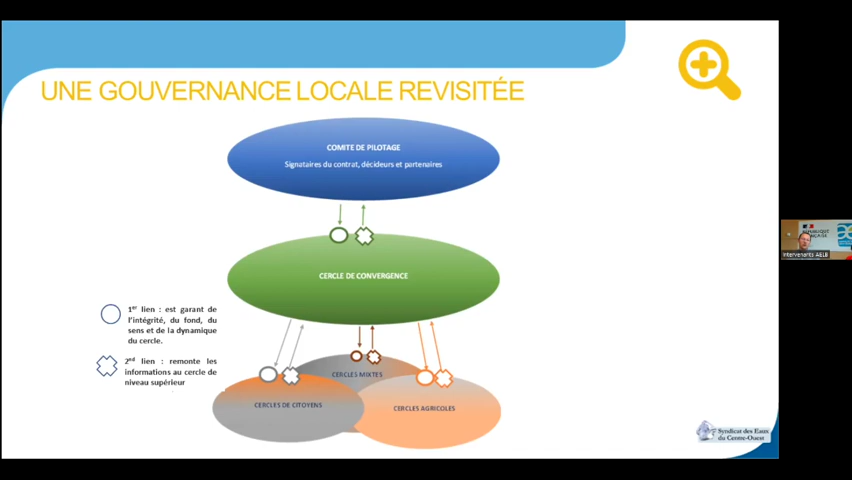 UNE GOUVERNANCE LOCALE REVISITÉE
COMITE DE PILOTAGE
Signataires du contrat, décideurs et partenaires
CERCLE DE CONVERGENCE
1er lien : est garant de
l'intégrité, du fond, du
sens et de la dynamique
du cercle.
2nd lien : remonte les
informations au cercle de
niveau supérieur
CERCLES MIXTES
CERCLES DE CITOYENS
CERCLES AGRICOLES
Syndicat des Eaux
du Centre-Ouest
RÉPUBLIQUE
FRANÇAISE
Intervenants AELB